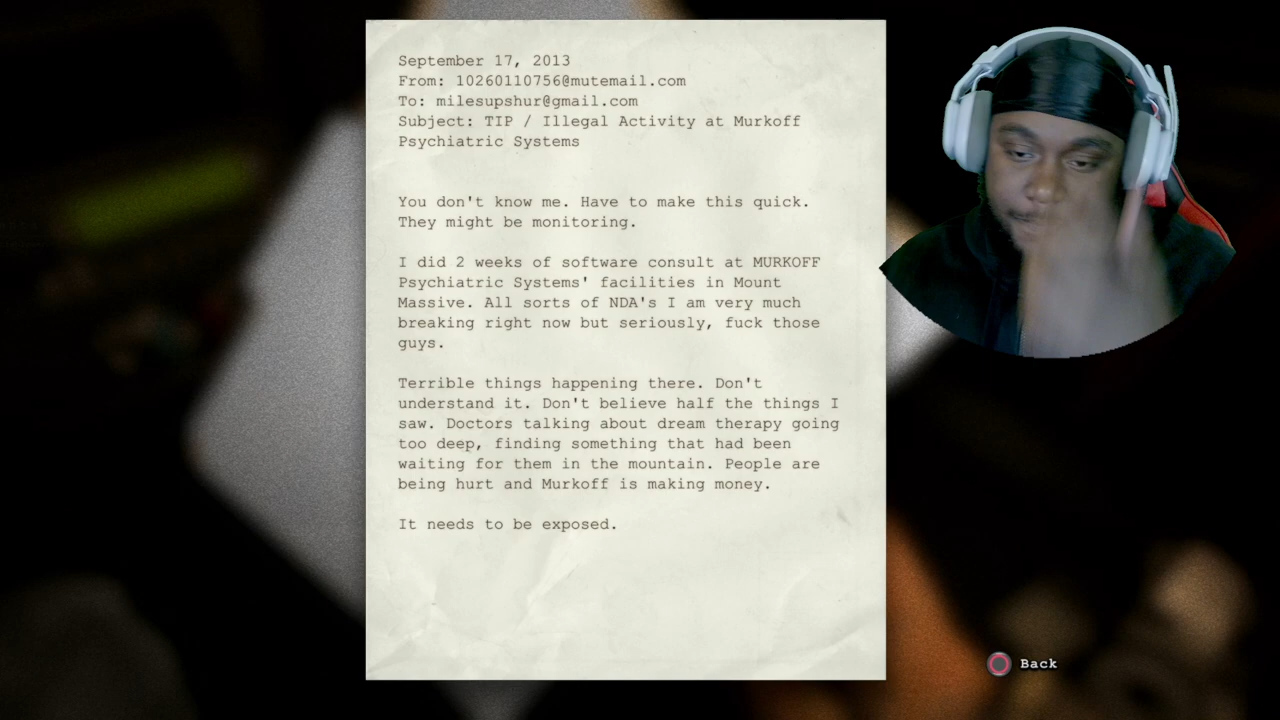 September 17, 2013
From: 10260110756@mutemail.com
To: milesupshur@gmail.com
Subject: TIP / Illegal Activity at Murkoff
Psychiatric Systems
You don't know me. Have to make this quick.
They might be monitoring.
I did 2 weeks of software consult at MURKOFF
Psychiatric Systems' facilities in Mount
Massive. All sorts of NDA's I am very much
breaking right now but seriously, fuck those
guys.
Terrible things happening there. Don't
understand it. Don't believe half the things I
saw. Doctors talking about dream therapy going
too deep, finding something that had been
waiting for them in the mountain. People are
being hurt and Murkoff is making money.
It needs to be exposed.
Back